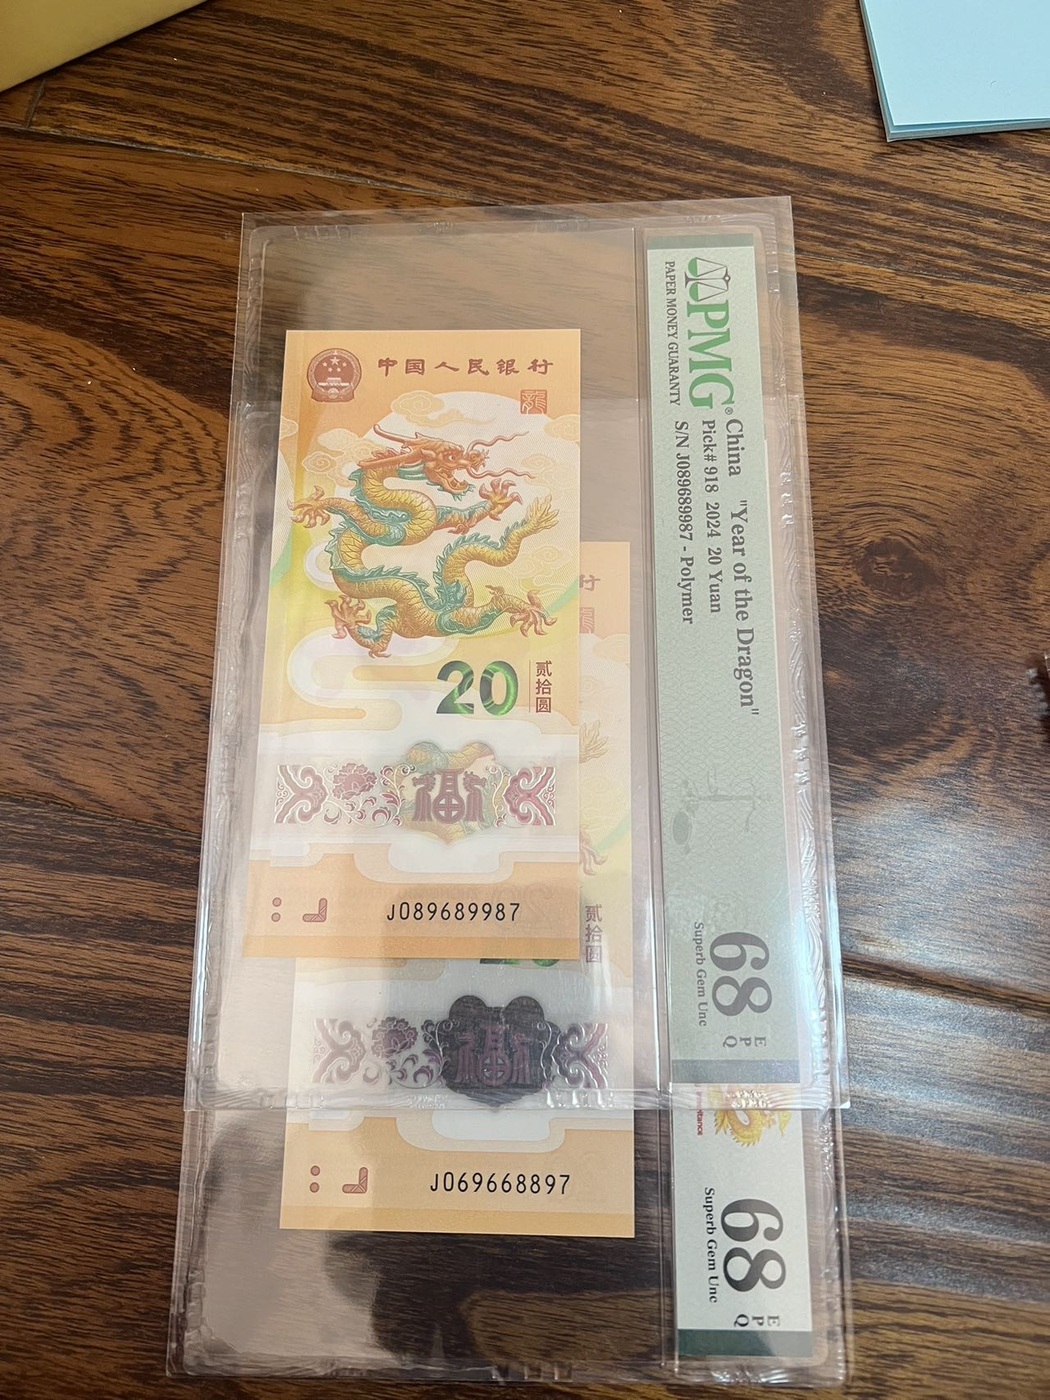 中国人民银行
龍
20
贰拾圆
福
J089689987
行
贰拾圆
福
J069668897
PMG®
PAPER MONEY GUARANTY
China "Year of the Dragon"
Pick# 918 2024 20 Yuan
S/N J089689987 - Polymer
68 EPQ
Superb Gem Unc
68 EPQ
Superb Gem Unc